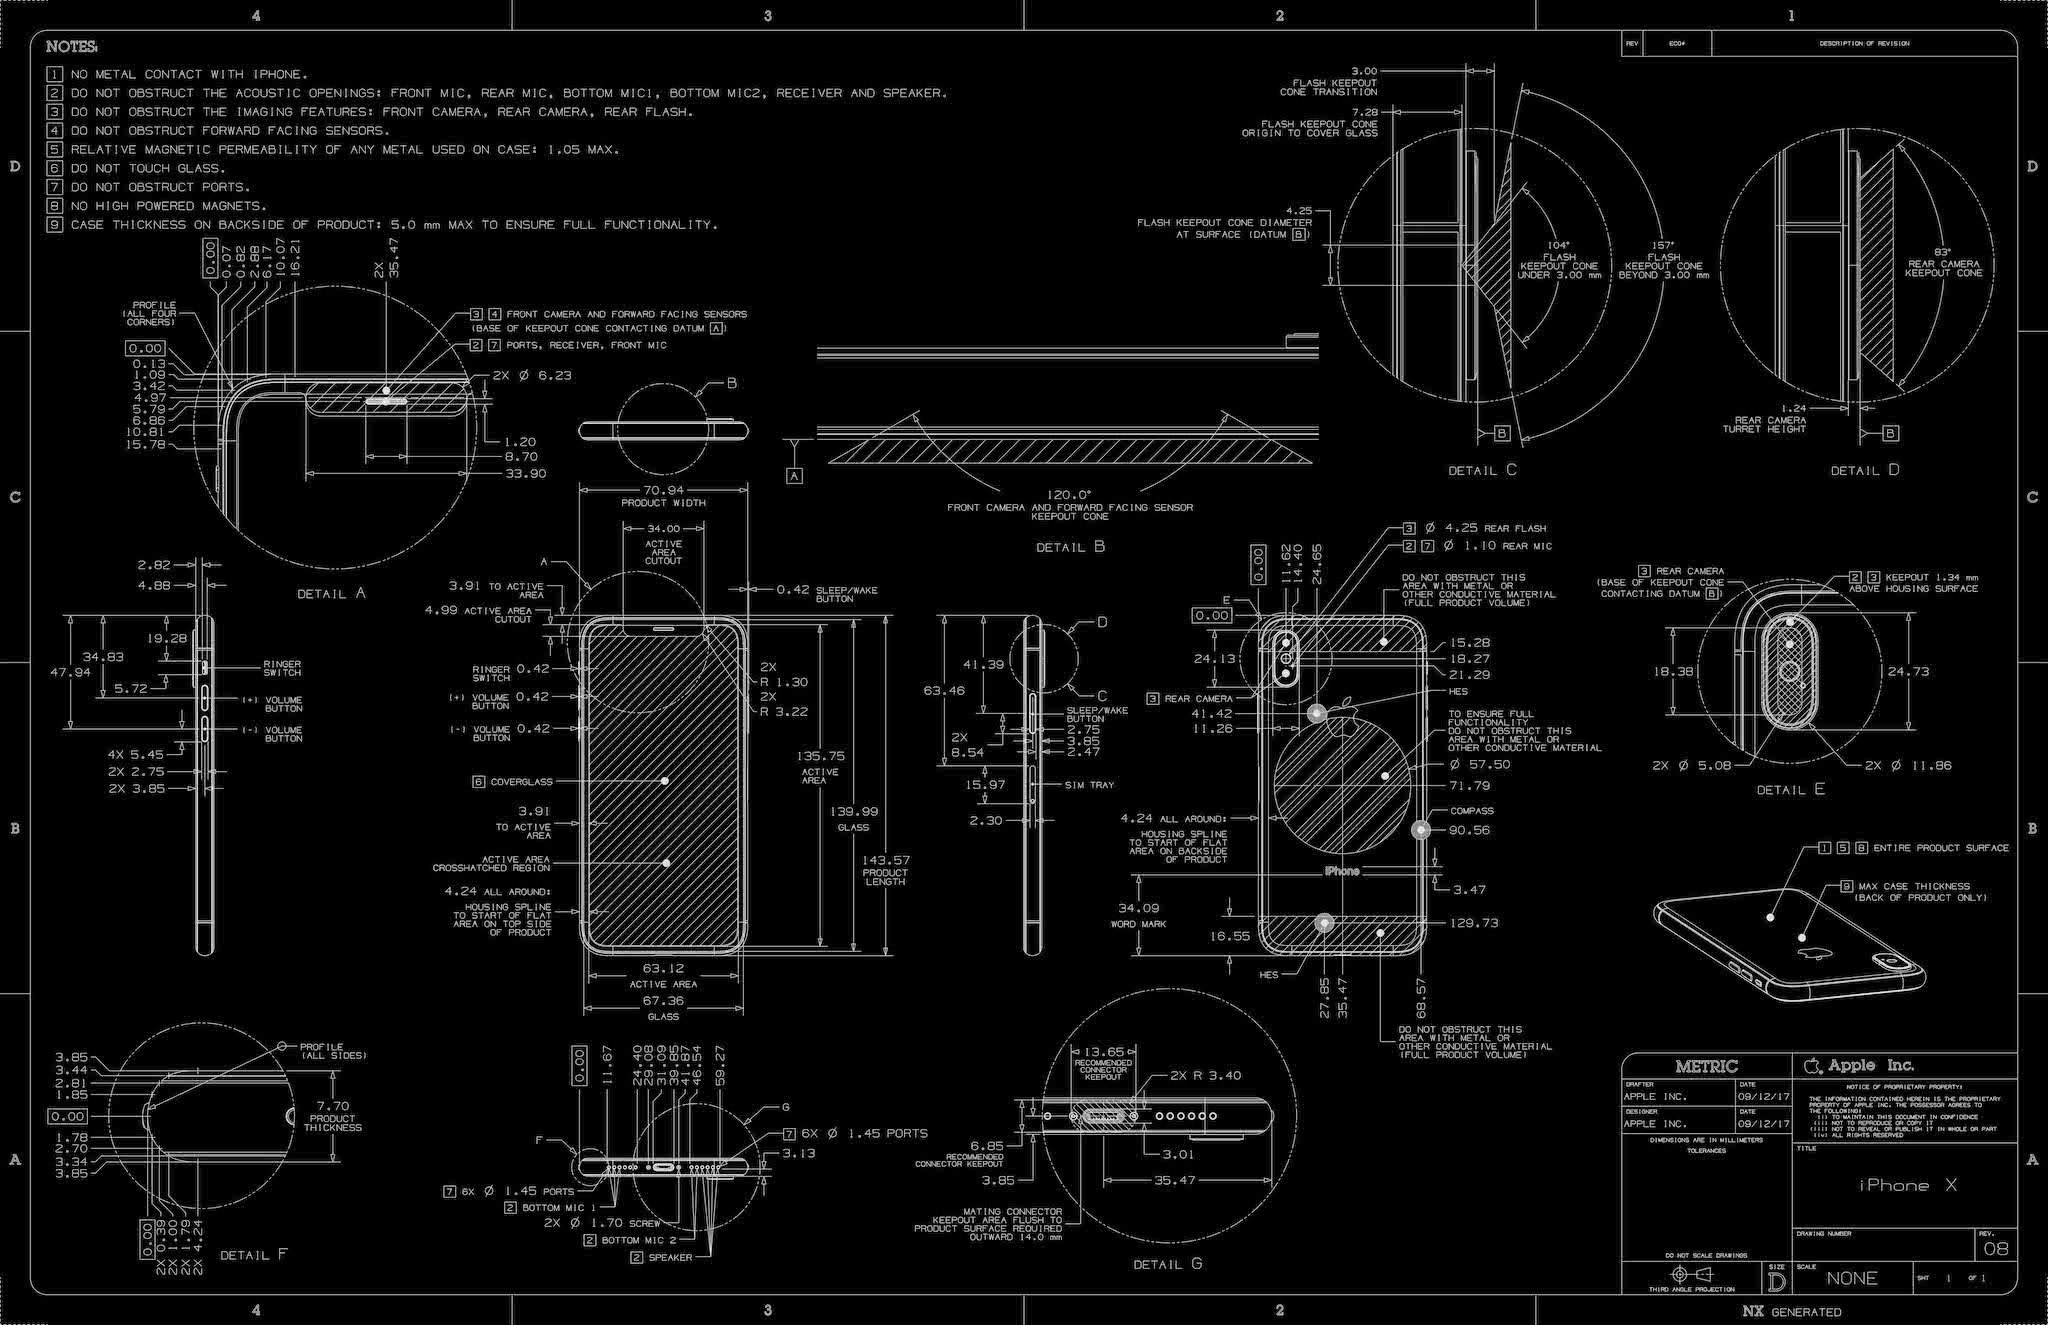 4
3
2
1
NOTES:
1 NO METAL CONTACT WITH IPHONE.
2 DO NOT OBSTRUCT THE ACOUSTIC OPENINGS: FRONT MIC, REAR MIC, BOTTOM MIC1, BOTTOM MIC2, RECEIVER AND SPEAKER.
3 DO NOT OBSTRUCT THE IMAGING FEATURES: FRONT CAMERA, REAR CAMERA, REAR FLASH.
4 DO NOT OBSTRUCT FORWARD FACING SENSORS.
5 RELATIVE MAGNETIC PERMEABILITY OF ANY METAL USED ON CASE: 1.05 MAX.
6 DO NOT TOUCH GLASS.
7 DO NOT OBSTRUCT PORTS.
8 NO HIGH POWERED MAGNETS.
9 CASE THICKNESS ON BACKSIDE OF PRODUCT: 5.0 mm MAX TO ENSURE FULL FUNCTIONALITY.
REV
ECO#
DESCRIPTION OF REVISION
D
D
C
C
B
B
A
A
0.00
0.07
0.82
2.88
6.17
10.07
16.21
2X 35.47
PROFILE
(ALL FOUR
CORNERS)
0.00
0.13
1.09
3.42
4.97
5.79
6.86
10.81
15.78
3 4 FRONT CAMERA AND FORWARD FACING SENSORS
(BASE OF KEEPOUT CONE CONTACTING DATUM A)
2 7 PORTS, RECEIVER, FRONT MIC
2X Ø 6.23
1.20
8.70
33.90
DETAIL A
B
A
120.0°
FRONT CAMERA AND FORWARD FACING SENSOR
KEEPOUT CONE
DETAIL B
3.00
FLASH KEEPOUT
CONE TRANSITION
7.28
FLASH KEEPOUT CONE
ORIGIN TO COVER GLASS
4.25
FLASH KEEPOUT CONE DIAMETER
AT SURFACE (DATUM B)
104°
FLASH
KEEPOUT CONE
UNDER 3.00 mm
157°
FLASH
KEEPOUT CONE
BEYOND 3.00 mm
B
DETAIL C
83°
REAR CAMERA
KEEPOUT CONE
1.24
REAR CAMERA
TURRET HEIGHT
B
DETAIL D
2.82
4.88
19.28
34.83
47.94
5.72
RINGER
SWITCH
(+) VOLUME
BUTTON
(-) VOLUME
BUTTON
4X 5.45
2X 2.75
2X 3.85
70.94
PRODUCT WIDTH
34.00
ACTIVE
AREA
CUTOUT
A
3.91 TO ACTIVE
AREA
4.99 ACTIVE AREA
CUTOUT
0.42 SLEEP/WAKE
BUTTON
RINGER 0.42
SWITCH
(+) VOLUME 0.42
BUTTON
(-) VOLUME 0.42
BUTTON
2X
R 1.30
2X
R 3.22
6 COVERGLASS
3.91
TO ACTIVE
AREA
ACTIVE AREA
CROSSHATCHED REGION
4.24 ALL AROUND:
HOUSING SPLINE
TO START OF FLAT
AREA ON TOP SIDE
OF PRODUCT
135.75
ACTIVE
AREA
139.99
GLASS
143.57
PRODUCT
LENGTH
63.12
ACTIVE AREA
67.36
GLASS
D
C
41.39
63.46
SLEEP/WAKE
BUTTON
2.75
3.85
2.47
2X
8.54
15.97
SIM TRAY
2.30
3 Ø 4.25 REAR FLASH
2 7 Ø 1.10 REAR MIC
0.00
11.62
14.40
24.65
DO NOT OBSTRUCT THIS
AREA WITH METAL OR
OTHER CONDUCTIVE MATERIAL
(FULL PRODUCT VOLUME)
E
0.00
24.13
3 REAR CAMERA
41.42
11.26
15.28
18.27
21.29
HES
TO ENSURE FULL
FUNCTIONALITY
DO NOT OBSTRUCT THIS
AREA WITH METAL OR
OTHER CONDUCTIVE MATERIAL
Ø 57.50
71.79
COMPASS
90.56
4.24 ALL AROUND:
HOUSING SPLINE
TO START OF FLAT
AREA ON BACKSIDE
OF PRODUCT
iPhone
3.47
34.09
WORD MARK
16.55
129.73
HES
27.85
35.47
68.57
DO NOT OBSTRUCT THIS
AREA WITH METAL OR
OTHER CONDUCTIVE MATERIAL
(FULL PRODUCT VOLUME)
3 REAR CAMERA
(BASE OF KEEPOUT CONE
CONTACTING DATUM B)
2 3 KEEPOUT 1.34 mm
ABOVE HOUSING SURFACE
18.38
24.73
2X Ø 5.08
2X Ø 11.86
DETAIL E
1 5 8 ENTIRE PRODUCT SURFACE
9 MAX CASE THICKNESS
(BACK OF PRODUCT ONLY)
PROFILE
(ALL SIDES)
3.85
3.44
2.81
1.85
0.00
1.78
2.70
3.34
3.85
7.70
PRODUCT
THICKNESS
0.00
2X 0.39
2X 1.00
2X 1.79
2X 4.24
DETAIL F
0.00
11.67
24.40
29.08
31.09
39.85
41.87
46.54
59.27
G
F
7 6X Ø 1.45 PORTS
3.13
7 6X Ø 1.45 PORTS
2 BOTTOM MIC 1
2X Ø 1.70 SCREW
2 BOTTOM MIC 2
2 SPEAKER
13.65
RECOMMENDED
CONNECTOR
KEEPOUT
2X R 3.40
6.85
RECOMMENDED
CONNECTOR KEEPOUT
3.85
3.01
35.47
MATING CONNECTOR
KEEPOUT AREA FLUSH TO
PRODUCT SURFACE REQUIRED
OUTWARD 14.0 mm
DETAIL G
METRIC
Apple Inc.
DRAFTER
APPLE INC.
DATE
09/12/17
DESIGNER
APPLE INC.
DATE
09/12/17
DIMENSIONS ARE IN MILLIMETERS
TOLERANCES
NOTICE OF PROPRIETARY PROPERTY:
THE INFORMATION CONTAINED HEREIN IS THE PROPRIETARY
PROPERTY OF APPLE INC. THE POSSESSOR AGREES TO
THE FOLLOWING:
(i) TO MAINTAIN THIS DOCUMENT IN CONFIDENCE
(ii) NOT TO REPRODUCE OR COPY IT
(iii) NOT TO REVEAL OR PUBLISH IT IN WHOLE OR PART
(iv) ALL RIGHTS RESERVED
TITLE
iPhone X
DRAWING NUMBER
REV.
08
DO NOT SCALE DRAWINGS
THIRD ANGLE PROJECTION
SIZE
D
SCALE
NONE
SHT 1 OF 1
4
3
2
NX GENERATED